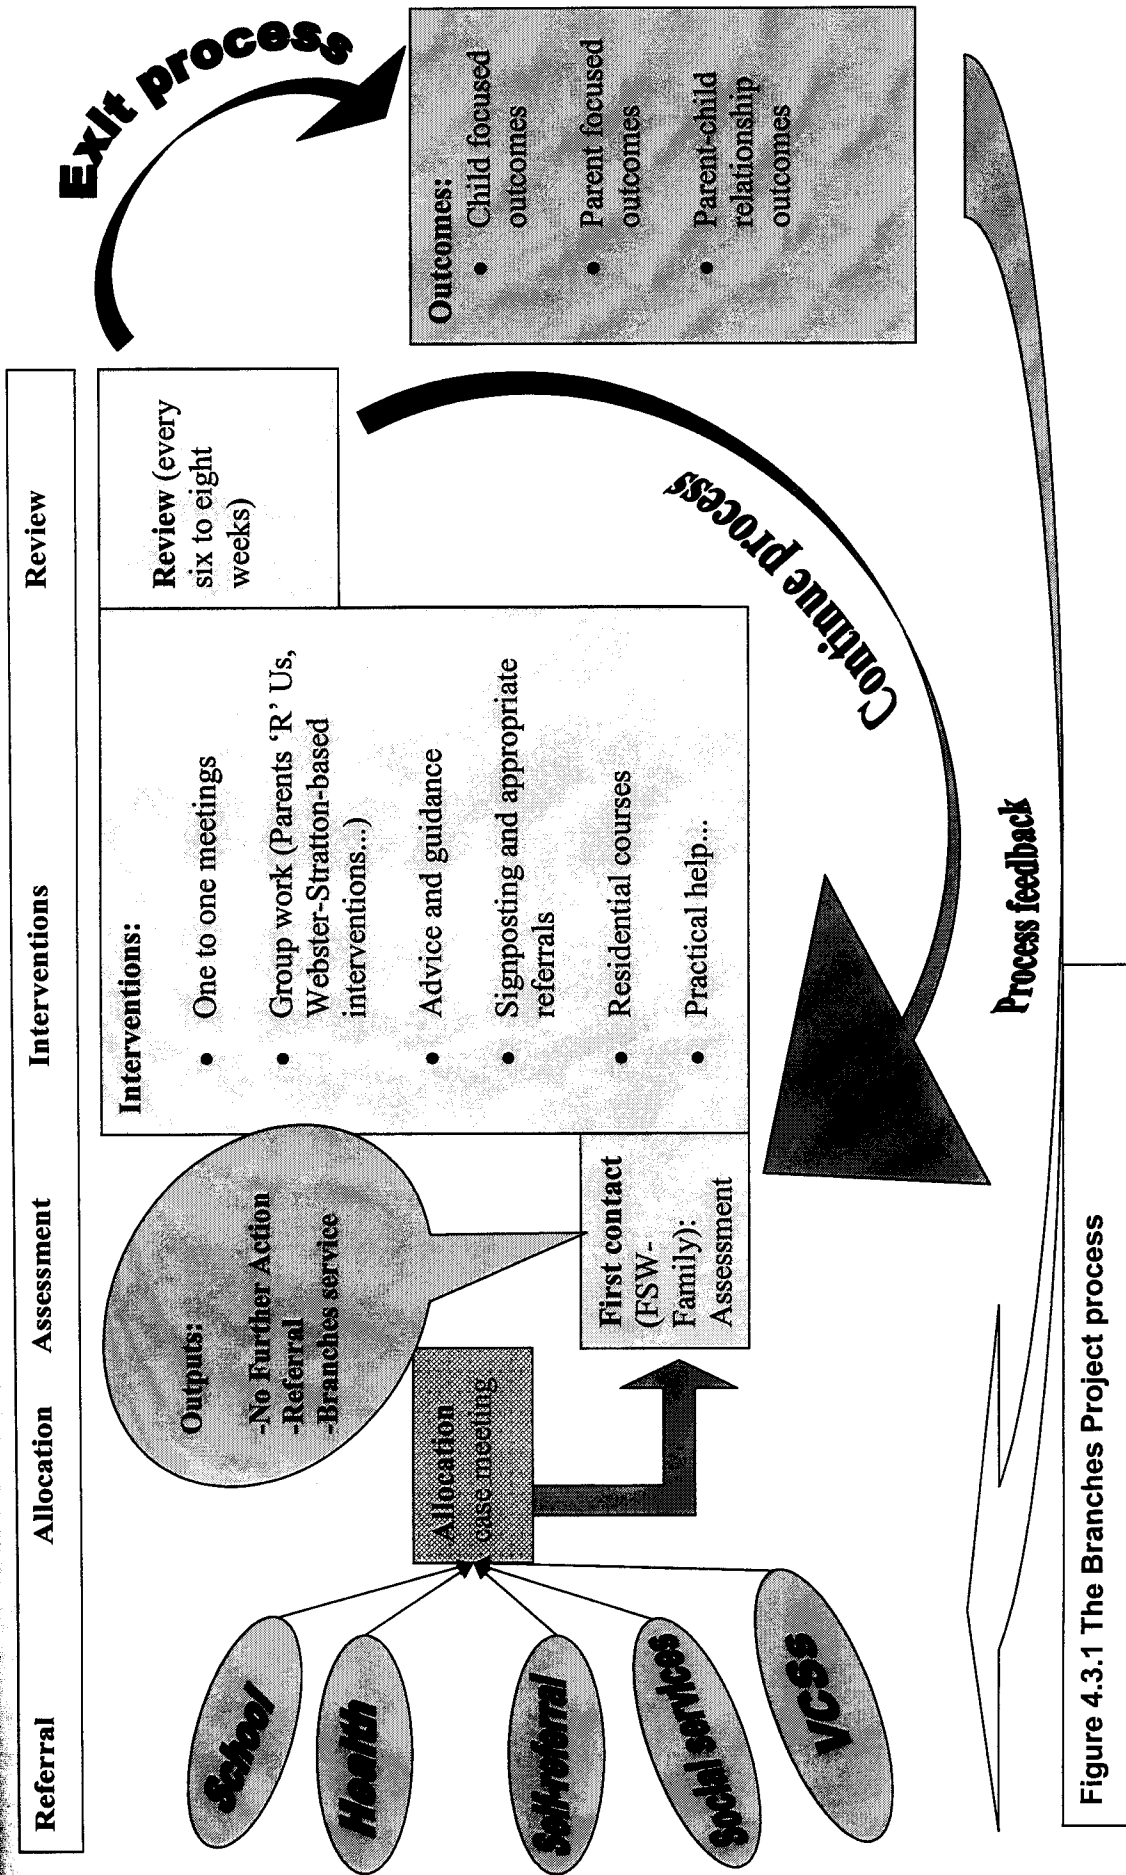 Referral Allocation Assessment Interventions Review
School
Health
Self-referral
Social services
VCSs
Allocation
case meeting
Outputs:
-No Further Action
-Referral
-Branches service
First contact
(FSW-
Family):
Assessment
Interventions:
• One to one meetings
• Group work (Parents ‘R’ Us,
Webster-Stratton-based
interventions...)
• Advice and guidance
• Signposting and appropriate
referrals
• Residential courses
• Practical help...
Review (every
six to eight
weeks)
Exit process
Continue process
Outcomes:
• Child focused
outcomes
• Parent focused
outcomes
• Parent-child
relationship
outcomes
Process feedback
Figure 4.3.1 The Branches Project process